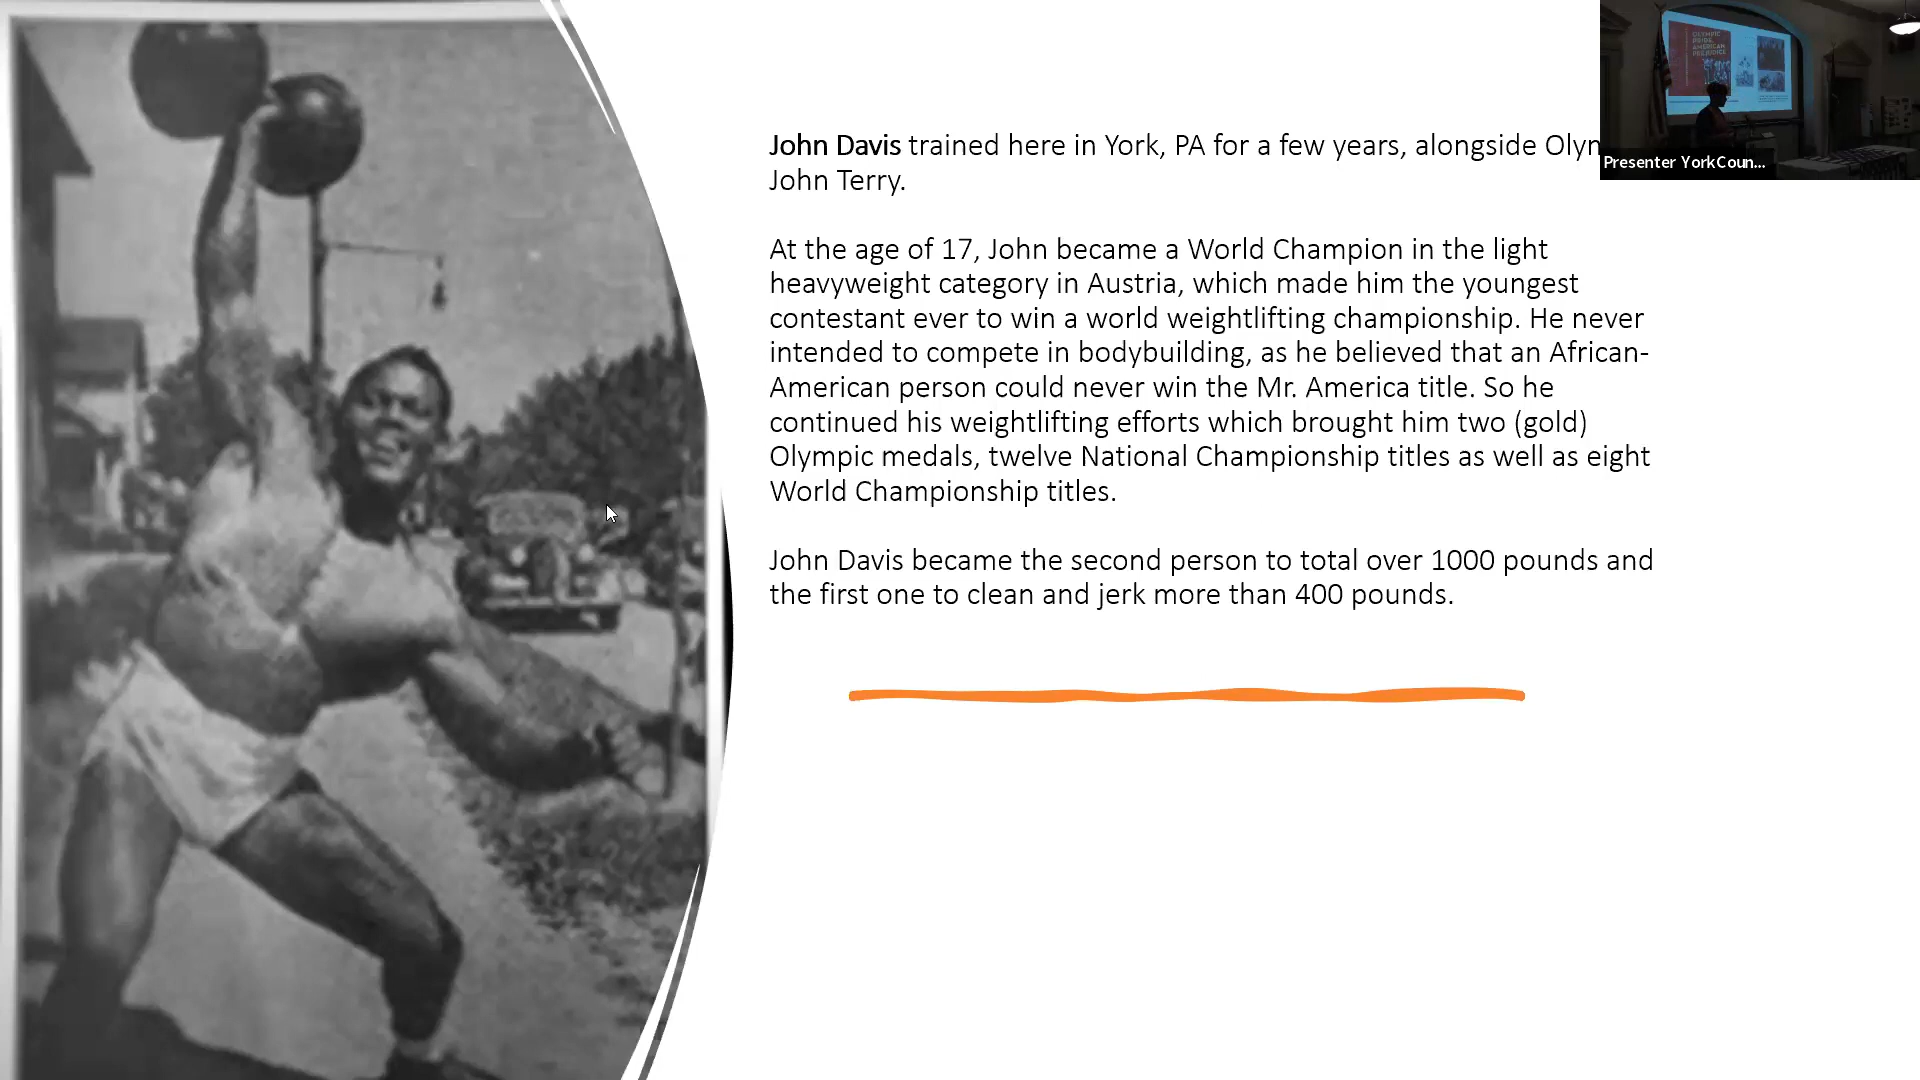 John Davis trained here in York, PA for a few years, alongside Olyn
John Terry.
At the age of 17, John became a World Champion in the light
heavyweight category in Austria, which made him the youngest
contestant ever to win a world weightlifting championship. He never
intended to compete in bodybuilding, as he believed that an African-
American person could never win the Mr. America title. So he
continued his weightlifting efforts which brought him two (gold)
Olympic medals, twelve National Championship titles as well as eight
World Championship titles.
John Davis became the second person to total over 1000 pounds and
the first one to clean and jerk more than 400 pounds.
OLYMPIC
PRIDE,
AMERICAN
PREJUDICE
Presenter YorkCoun...